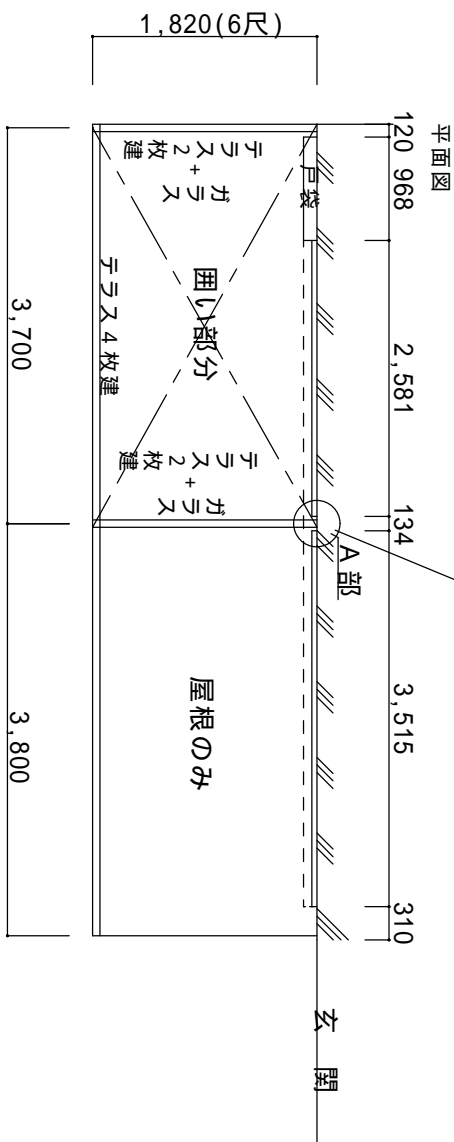 平面図
120 968 2,581 134 3,515 310
1,820(6尺)
戸袋
テラス2枚建
+
ガラス
囲い部分
テラス4枚建
テラス2枚建
+
ガラス
A部
屋根のみ
玄関
3,700 3,800